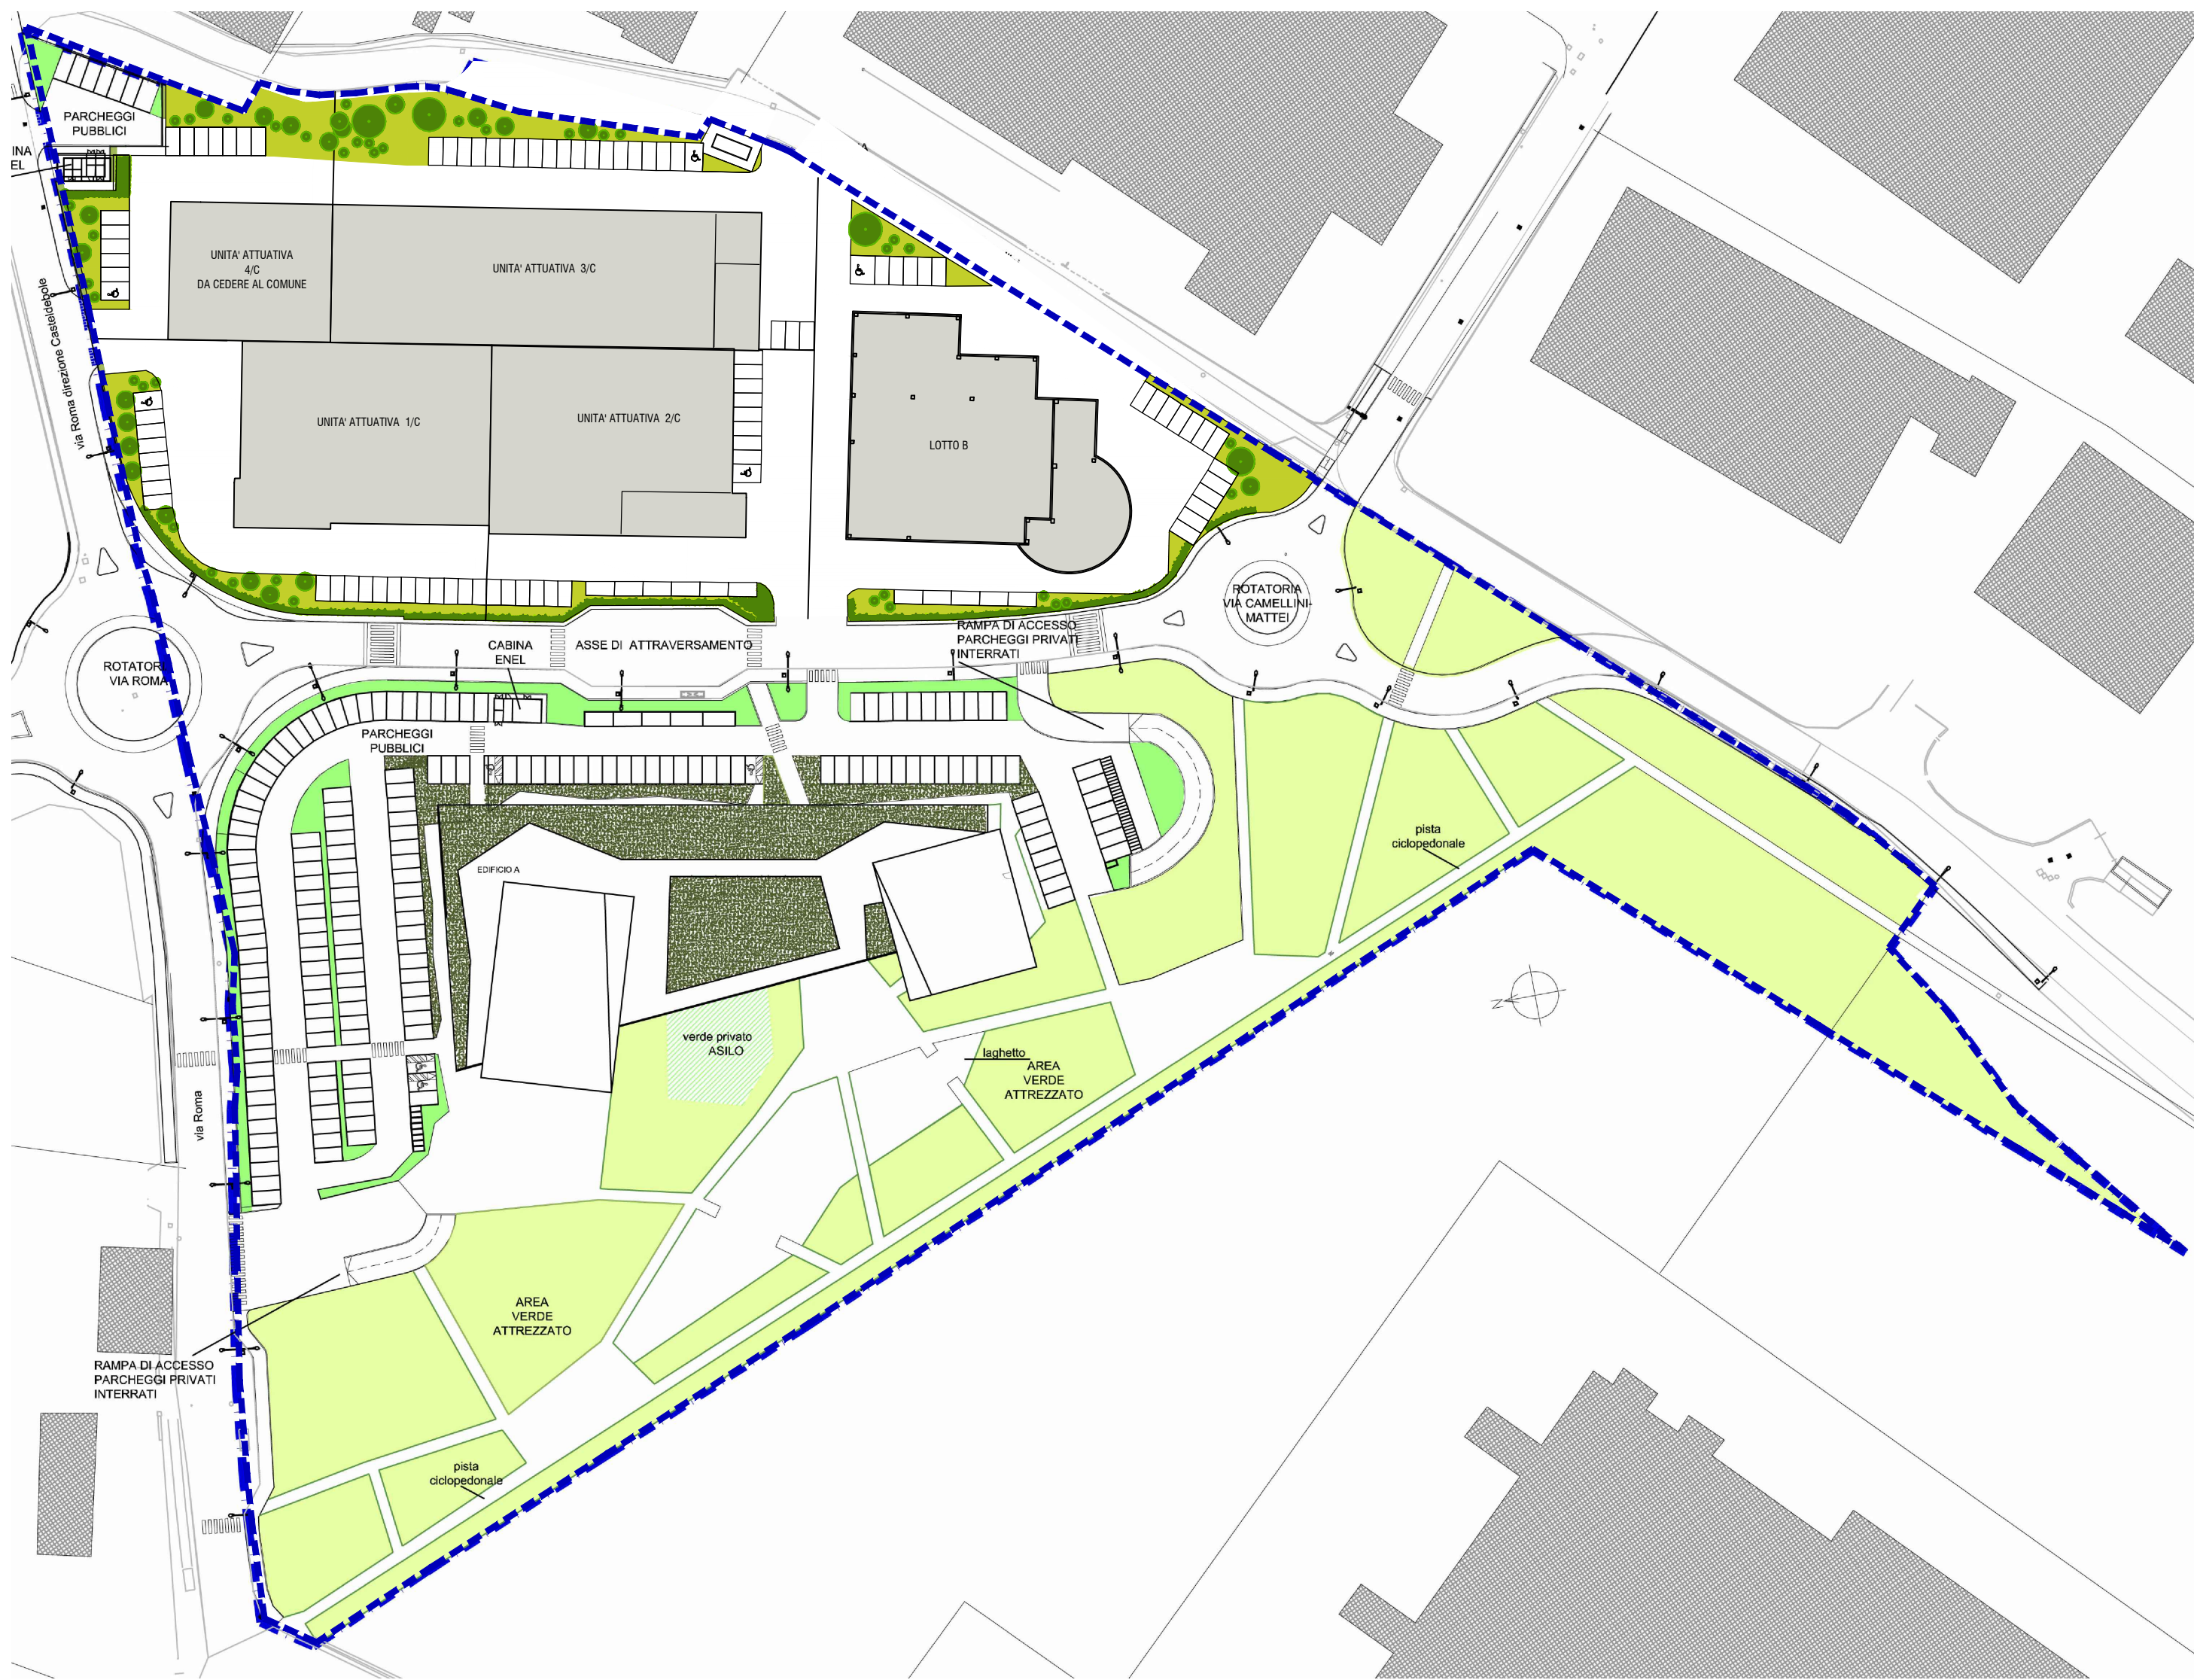 PARCHEGGI
PUBBLICI
INA
EL
UNITA' ATTUATIVA
4/C
DA CEDERE AL COMUNE
UNITA' ATTUATIVA 3/C
via Roma direzione Casteldebole
UNITA' ATTUATIVA 1/C
UNITA' ATTUATIVA 2/C
LOTTO B
ROTATORIA
VIA CAMELLINI-
MATTEI
RAMPA DI ACCESSO
PARCHEGGI PRIVATI
INTERRATI
CABINA
ENEL
ASSE DI ATTRAVERSAMENTO
ROTATORIA
VIA ROMA
PARCHEGGI
PUBBLICI
pista
ciclopedonale
EDIFICIO A
N
verde privato
ASILO
laghetto
AREA
VERDE
ATTREZZATO
via Roma
AREA
VERDE
ATTREZZATO
RAMPA DI ACCESSO
PARCHEGGI PRIVATI
INTERRATI
pista
ciclopedonale